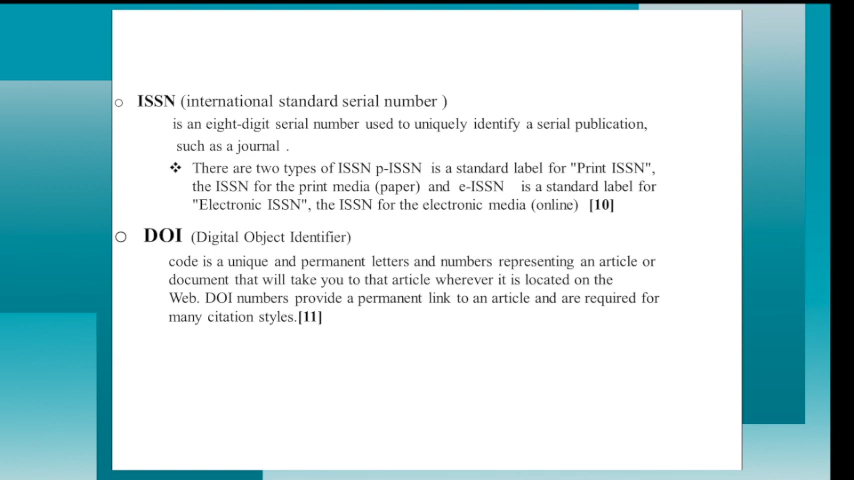 ○ ISSN (international standard serial number )
is an eight-digit serial number used to uniquely identify a serial publication,
such as a journal .
❖ There are two types of ISSN p-ISSN is a standard label for "Print ISSN",
the ISSN for the print media (paper) and e-ISSN is a standard label for
"Electronic ISSN", the ISSN for the electronic media (online) [10]
○ DOI (Digital Object Identifier)
code is a unique and permanent letters and numbers representing an article or
document that will take you to that article wherever it is located on the
Web. DOI numbers provide a permanent link to an article and are required for
many citation styles.[11]